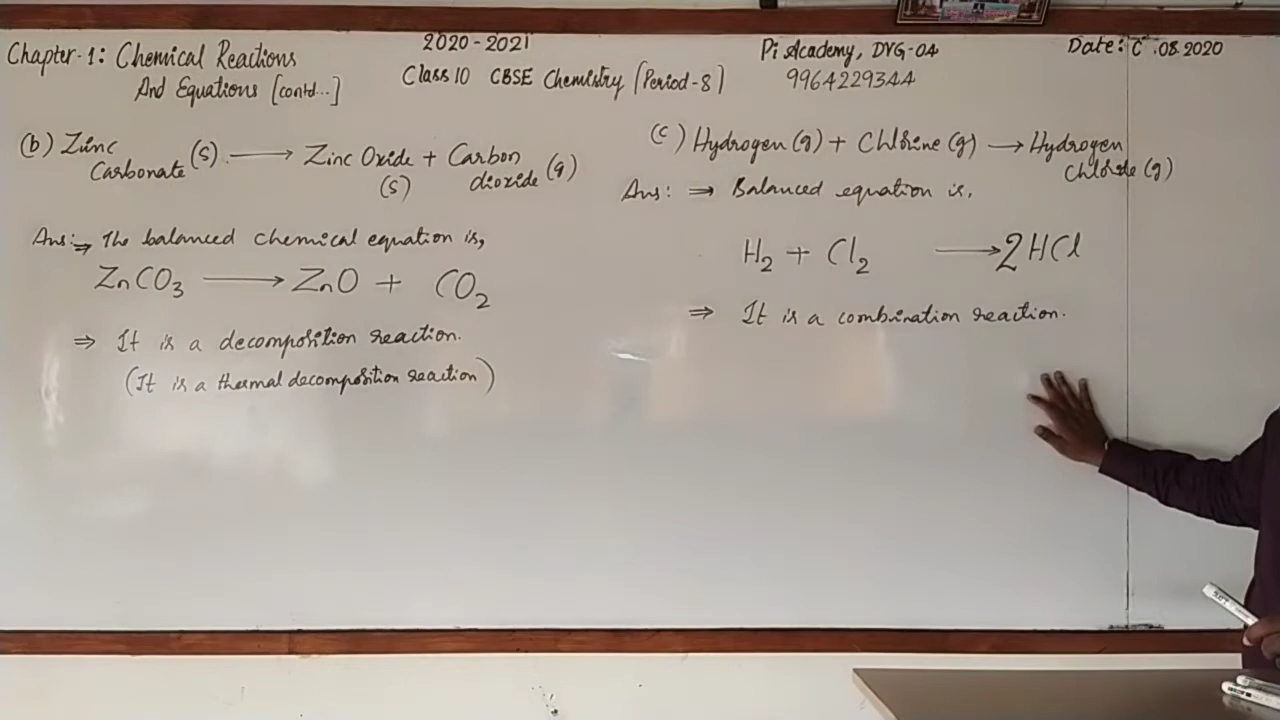 Chapter-1: Chemical Reactions
And Equations [contd...]
2020-2021
Class 10 CBSE Chemistry [Period-8]
Pi Academy, DVG-04
9964229344
Date: .08.2020
(b) Zinc Carbonate (s) → Zinc Oxide (s) + Carbon dioxide (g)
Ans:⇒ The balanced chemical equation is,
ZnCO3 → ZnO + CO2
⇒ It is a decomposition reaction.
(It is a thermal decomposition reaction)
(c) Hydrogen (g) + Chlorine (g) → Hydrogen Chloride (g)
Ans: ⇒ Balanced equation is,
H2 + Cl2 → 2HCl
⇒ It is a combination reaction.